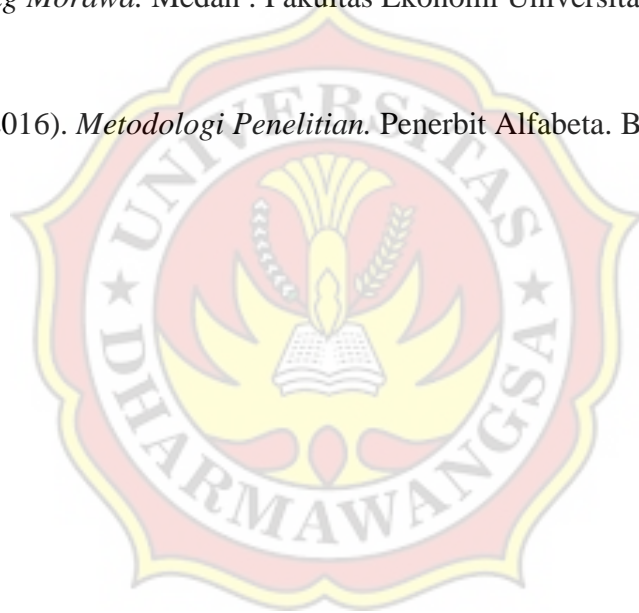 g Morawa. Medan : Fakultas Ekonomi Universita
016). Metodologi Penelitian. Penerbit Alfabeta. B
UNIVERSITAS
★ DHARMAWANGSA ★